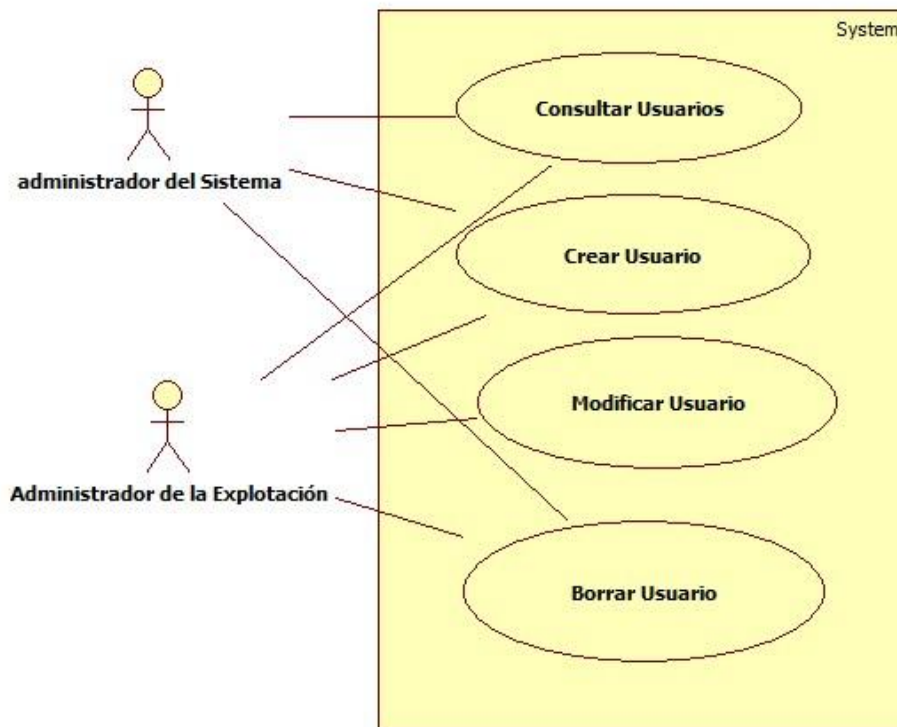 System
Consultar Usuarios
administrador del Sistema
Crear Usuario
Modificar Usuario
Administrador de la Explotación
Borrar Usuario